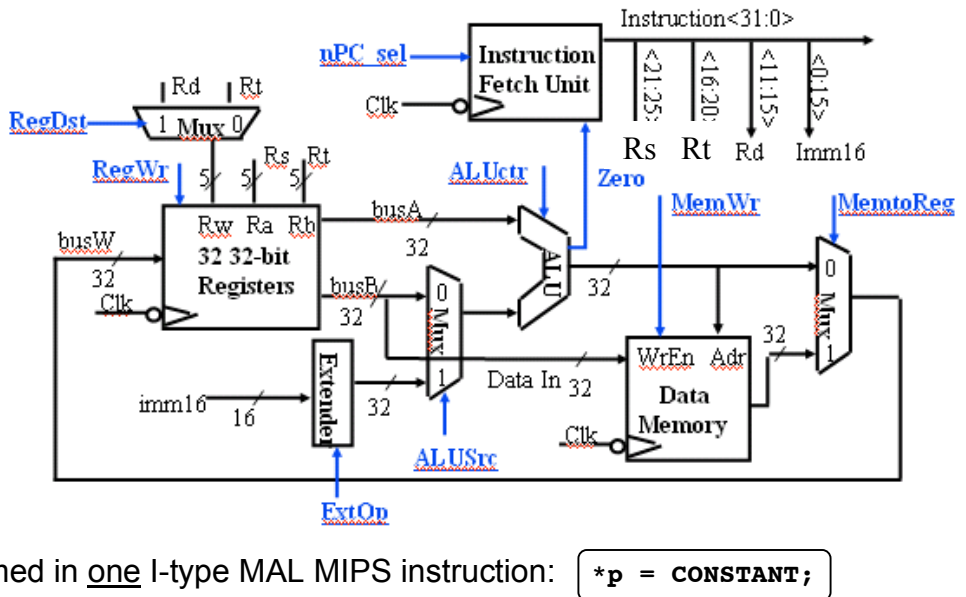 Instruction<31:0>
nPC_sel
Instruction
Fetch Unit
Clk
<21:25>
<16:20>
<11:15>
<0:15>
Rs
Rt
Rd
Imm16
Rd
Rt
RegDst
1 Mux 0
RegWr
Rs
Rt
5
5
5
ALUctr
Zero
MemWr
MemtoReg
busW
32
Rw Ra Rb
32 32-bit
Registers
Clk
busA
32
busB
32
0
Mux
1
ALU
32
0
Mux
1
32
WrEn Adr
Data
Memory
Data In
32
Clk
imm16
16
Extender
32
ALUSrc
ExtOp
ned in one I-type MAL MIPS instruction:
*p = CONSTANT;